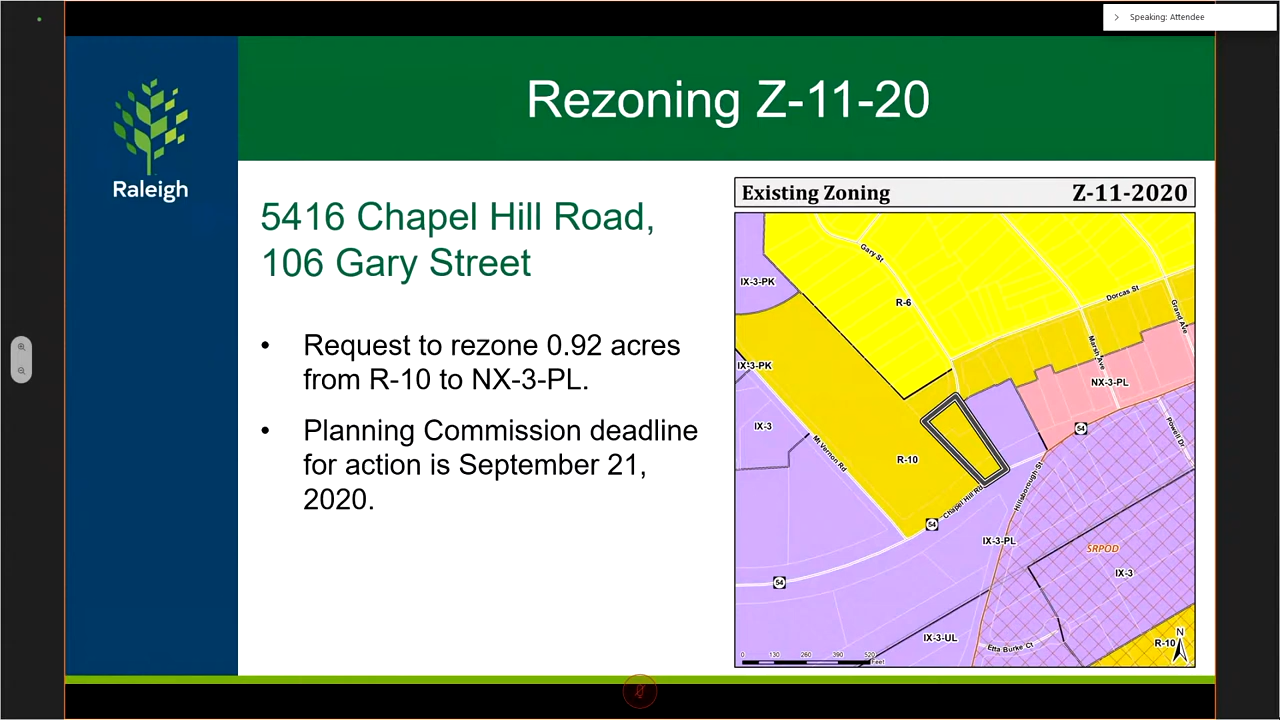 Speaking: Attendee
Rezoning Z-11-20
Raleigh
5416 Chapel Hill Road,
106 Gary Street
• Request to rezone 0.92 acres
from R-10 to NX-3-PL.
• Planning Commission deadline
for action is September 21,
2020.
Existing Zoning Z-11-2020
Gary St
IX-3-PK
R-6
Dorcas St
Grand Ave
Marsh Ave
IX-3-PK
NX-3-PL
IX-3
54
Powell Dr
Mt Vernon Rd
R-10
Hillsborough St
Chapel Hill Rd
54
IX-3-PL
SRPOD
IX-3
54
IX-3-UL
Etta Burke Ct
R-10
N
0 130 260 390 520
Feet